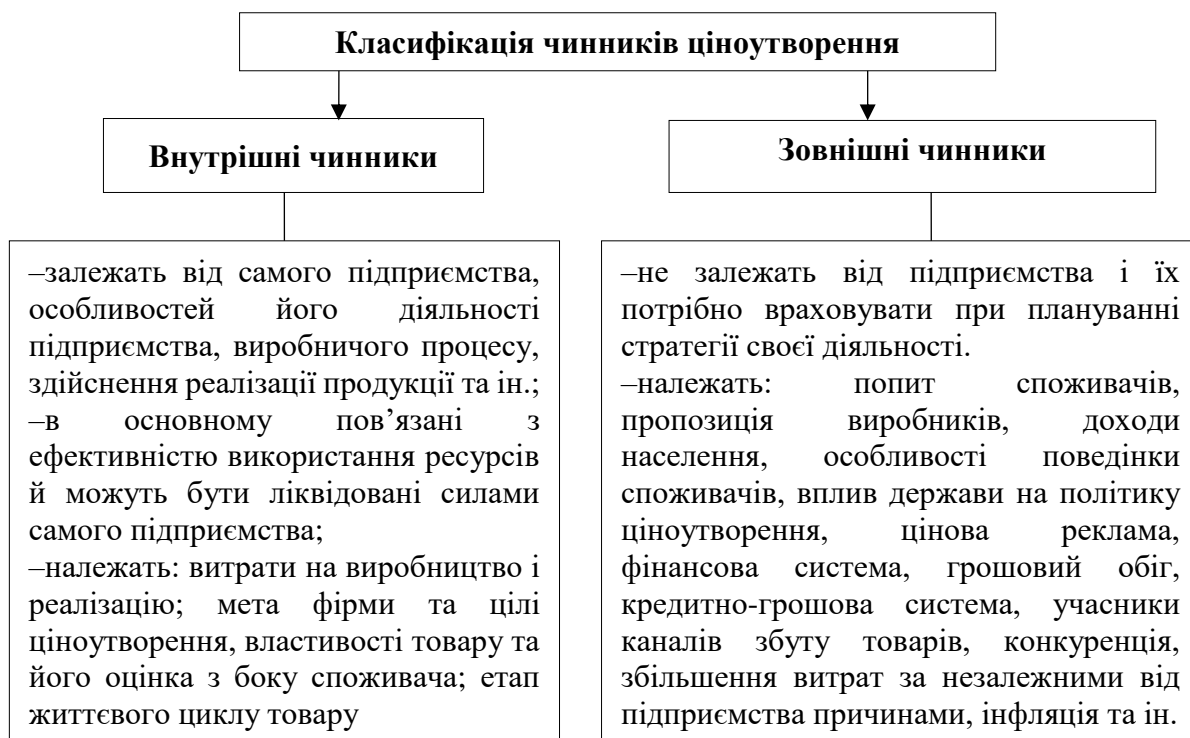 Класифікація чинників ціноутворення
Внутрішні чинники
Зовнішні чинники
–залежать від самого підприємства,
особливостей його діяльності
підприємства, виробничого процесу,
здійснення реалізації продукції та ін.;
–в основному пов’язані з
ефективністю використання ресурсів
й можуть бути ліквідовані силами
самого підприємства;
–належать: витрати на виробництво і
реалізацію; мета фірми та цілі
ціноутворення, властивості товару та
його оцінка з боку споживача; етап
життєвого циклу товару
–не залежать від підприємства і їх
потрібно враховувати при плануванні
стратегії своєї діяльності.
–належать: попит споживачів,
пропозиція виробників, доходи
населення, особливості поведінки
споживачів, вплив держави на політику
ціноутворення, цінова реклама,
фінансова система, грошовий обіг,
кредитно-грошова система, учасники
каналів збуту товарів, конкуренція,
збільшення витрат за незалежними від
підприємства причинами, інфляція та ін.